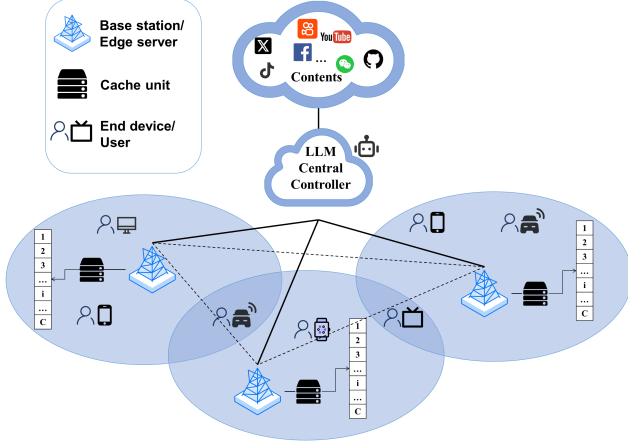 Base station/
Edge server
Cache unit
End device/
User
X
YouTube
f
...
Contents
LLM
Central
Controller
1
2
3
...
i
...
C
1
2
3
...
i
...
C
1
2
3
...
i
...
C